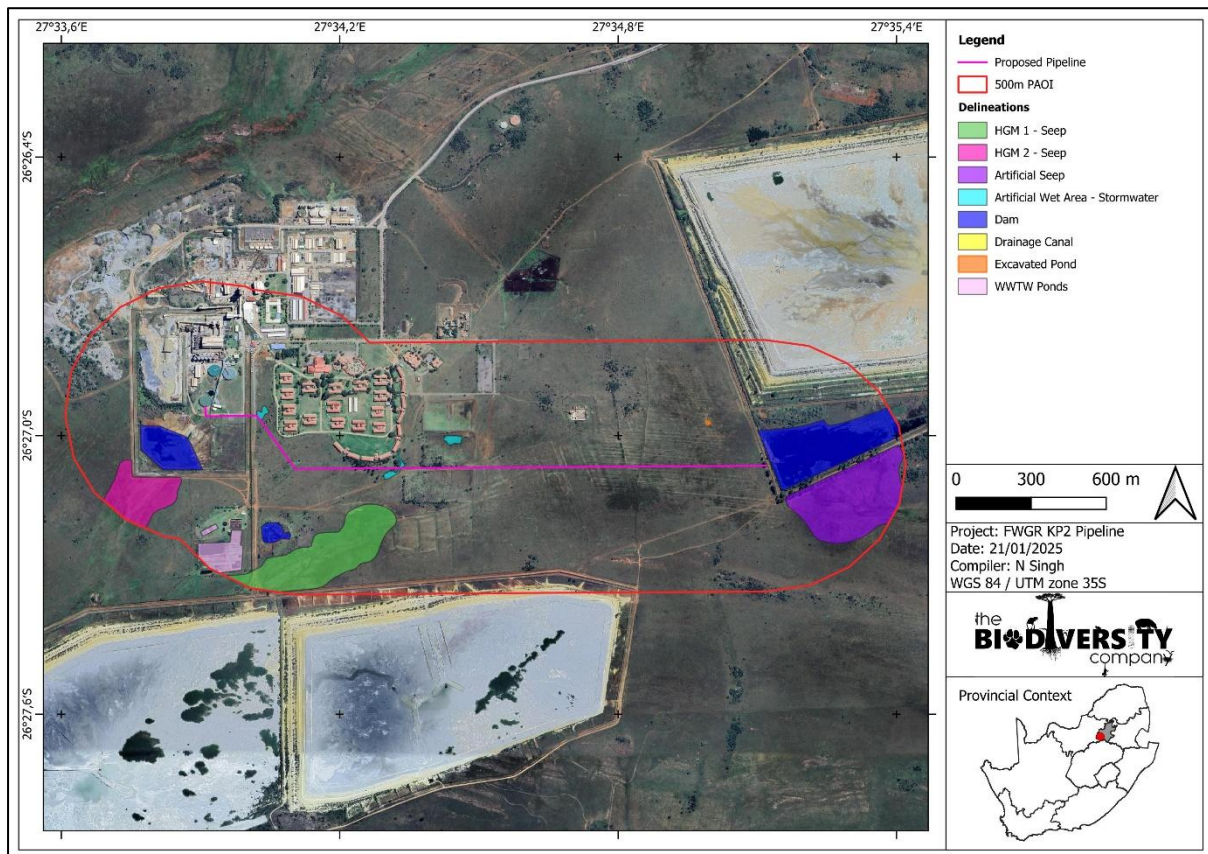 27°33,6'E
27°34,2'E
27°34,8'E
27°35,4'E
26°26,4'S
26°27,0'S
26°27,6'S
Legend
Proposed Pipeline
500m PAOI
Delineations
HGM 1 - Seep
HGM 2 - Seep
Artificial Seep
Artificial Wet Area - Stormwater
Dam
Drainage Canal
Excavated Pond
WWTW Ponds
0 300 600 m
Project: FWGR KP2 Pipeline
Date: 21/01/2025
Compiler: N Singh
WGS 84 / UTM zone 35S
the
BIODIVERSITY
company
Provincial Context